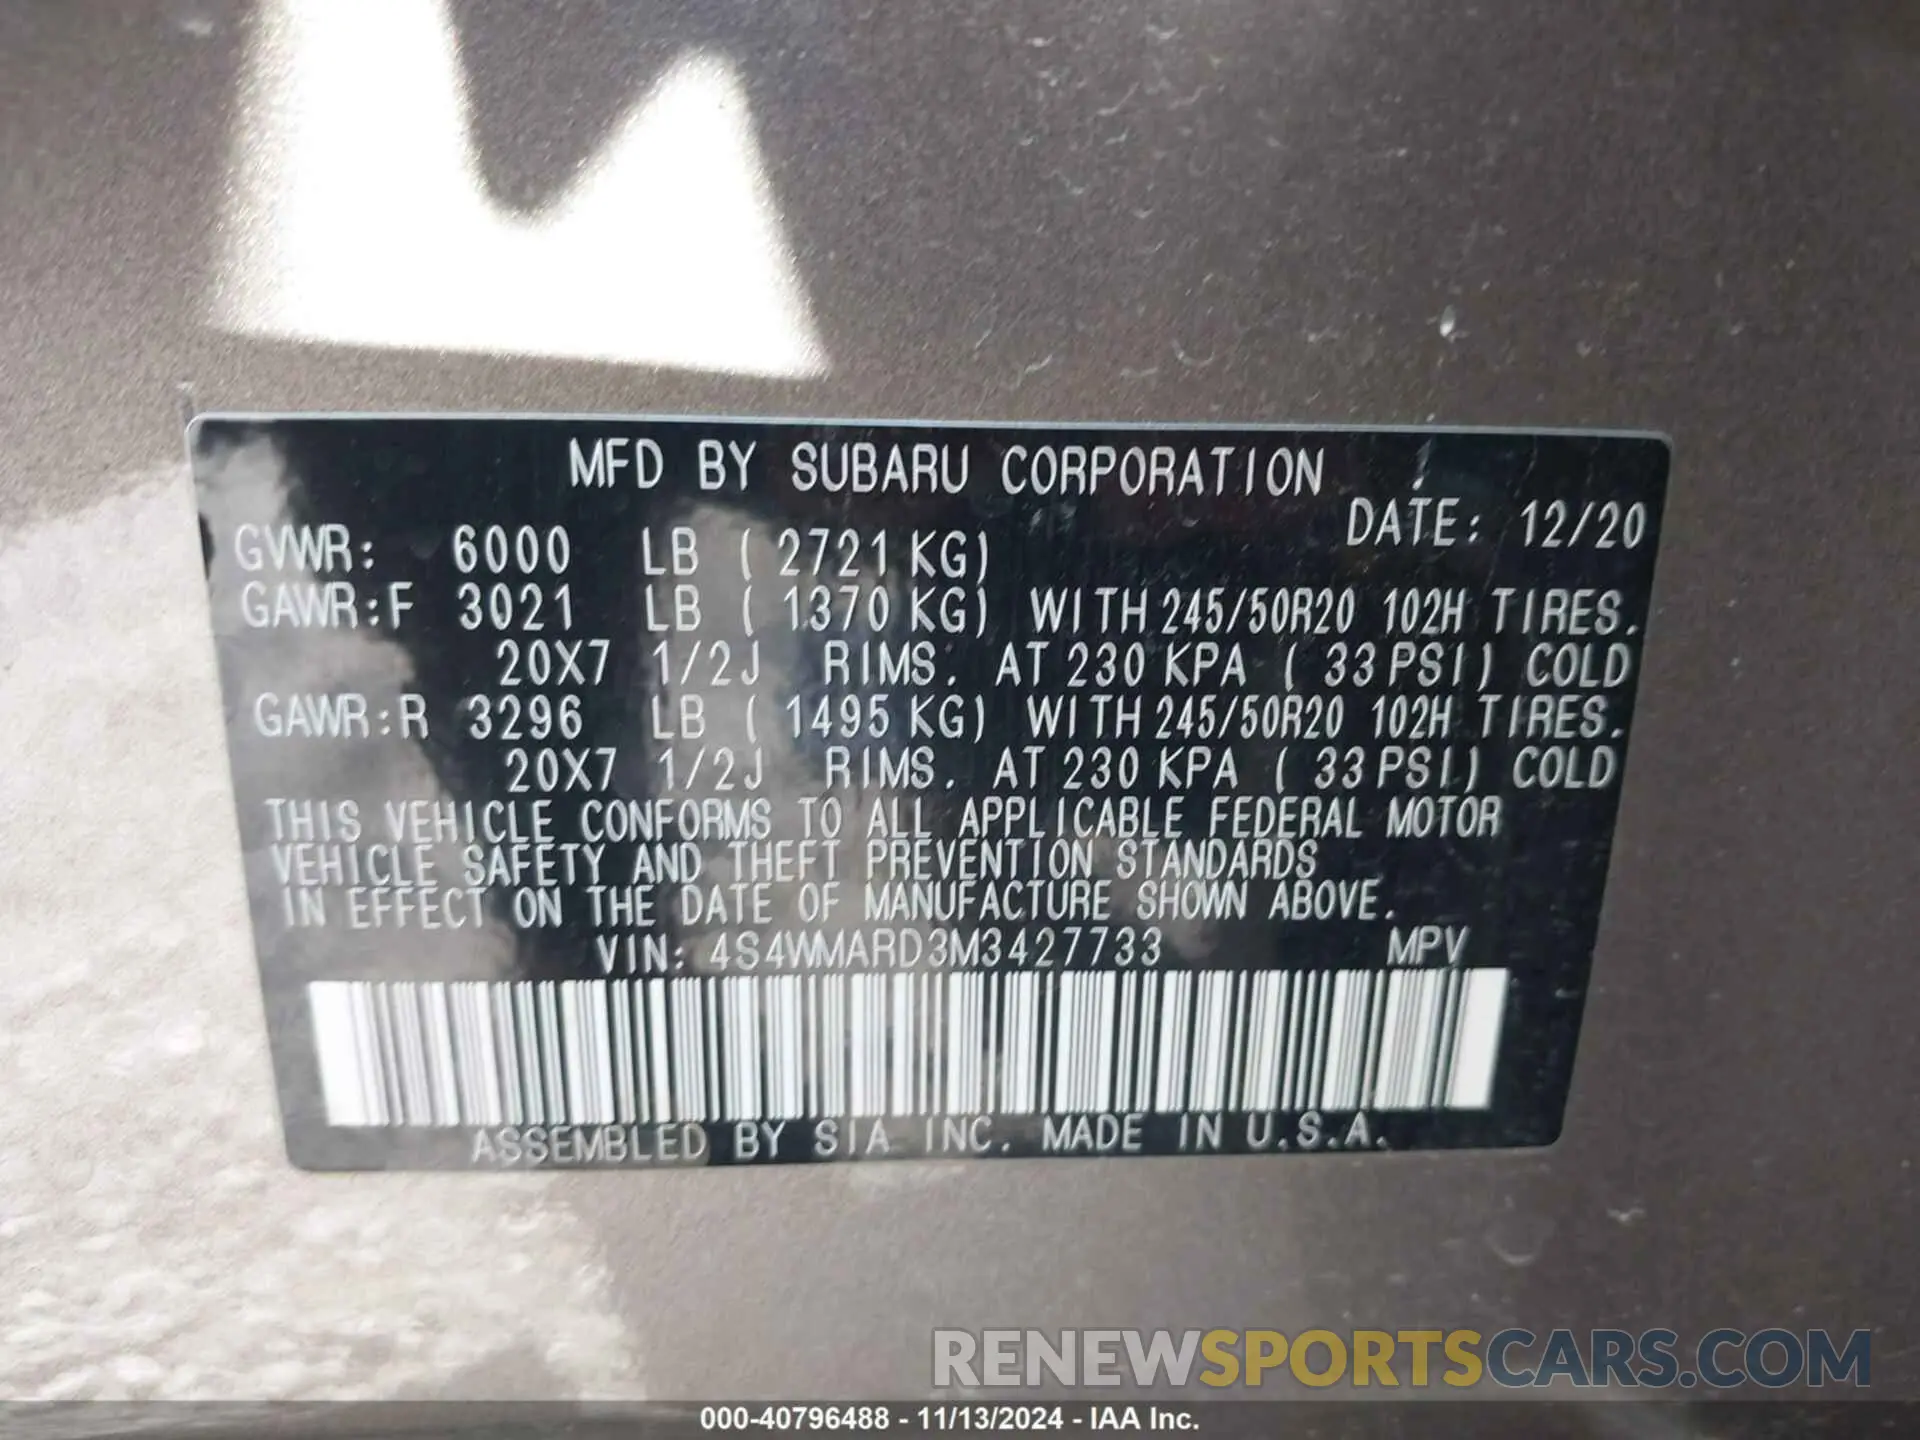 MFD BY SUBARU CORPORATION
DATE: 12/20
GVWR: 6000 LB ( 2721 KG)
GAWR:F 3021 LB ( 1370 KG) WITH 245/50R20 102H TIRES.
20X7 1/2J RIMS. AT 230 KPA ( 33 PSI) COLD
GAWR:R 3296 LB ( 1495 KG) WITH 245/50R20 102H TIRES.
20X7 1/2J RIMS. AT 230 KPA ( 33 PSI) COLD
THIS VEHICLE CONFORMS TO ALL APPLICABLE FEDERAL MOTOR
VEHICLE SAFETY AND THEFT PREVENTION STANDARDS
IN EFFECT ON THE DATE OF MANUFACTURE SHOWN ABOVE.
VIN: 4S4WMARD3M3427733 MPV
ASSEMBLED BY SIA INC. MADE IN U.S.A.
RENEWSPORTSCARS.COM
000-40796488 - 11/13/2024 - IAA Inc.